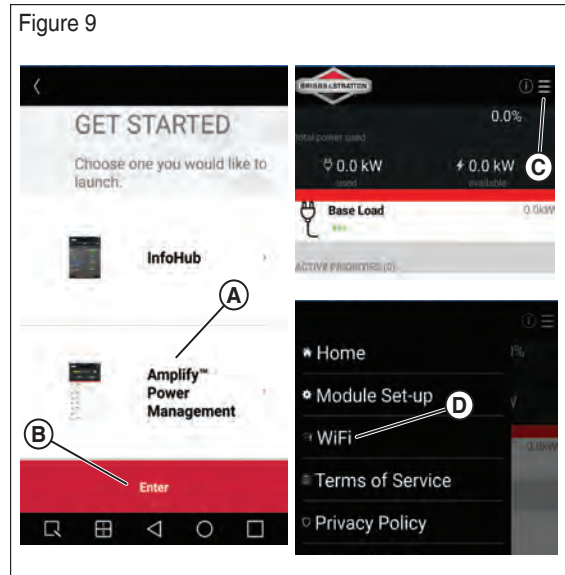 Figure 9
GET STARTED
Choose one you would like to
launch.
InfoHub
A
Amplify™
Power
Management
B
Enter
BRIGGS&STRATTON
0.0%
total power used
0.0 kW
0.0 kW
used
available
C
Base Load
0.0kW
ACTIVE PRIORITIES (0)
Home
Module Set-up
D
WiFi
0.0kW
Terms of Service
Privacy Policy